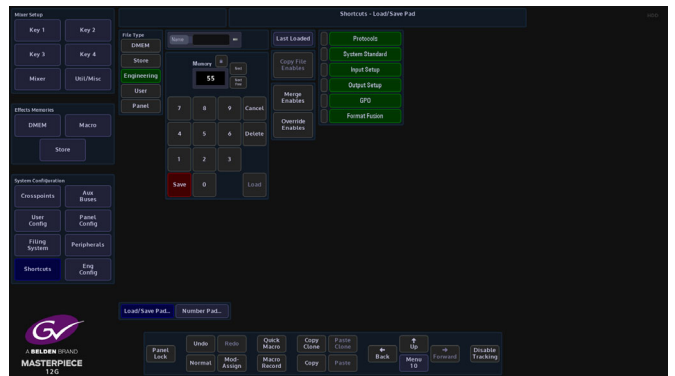 Mixer Setup
Shortcuts - Load/Save Pad
Key 1
Key 2
Key 3
Key 4
Mixer
Util/Misc
Effects Memories
DMEM
Macro
Store
System Configuration
Crosspoints
Aux
Buses
User
Config
Panel
Config
Filing
System
Peripherals
Shortcuts
Eng
Config
File Type
DMEM
Store
Engineering
User
Panel
Name
Memory
55
Next
Next
Free
7
8
9
Cancel
4
5
6
Delete
1
2
3
Save
0
Load
Last Loaded
Copy File
Enables
Merge
Enables
Override
Enables
Protocols
System Standard
Input Setup
Output Setup
GPO
Format Fusion
Load/Save Pad...
Number Pad...
GV
A BELDEN BRAND
MASTERPIECE
12G
Panel
Lock
Undo
Redo
Quick
Macro
Copy
Clone
Paste
Clone
Normal
Mod-
Assign
Macro
Record
Copy
Paste
Back
Up
Menu
10
Forward
Disable
Tracking